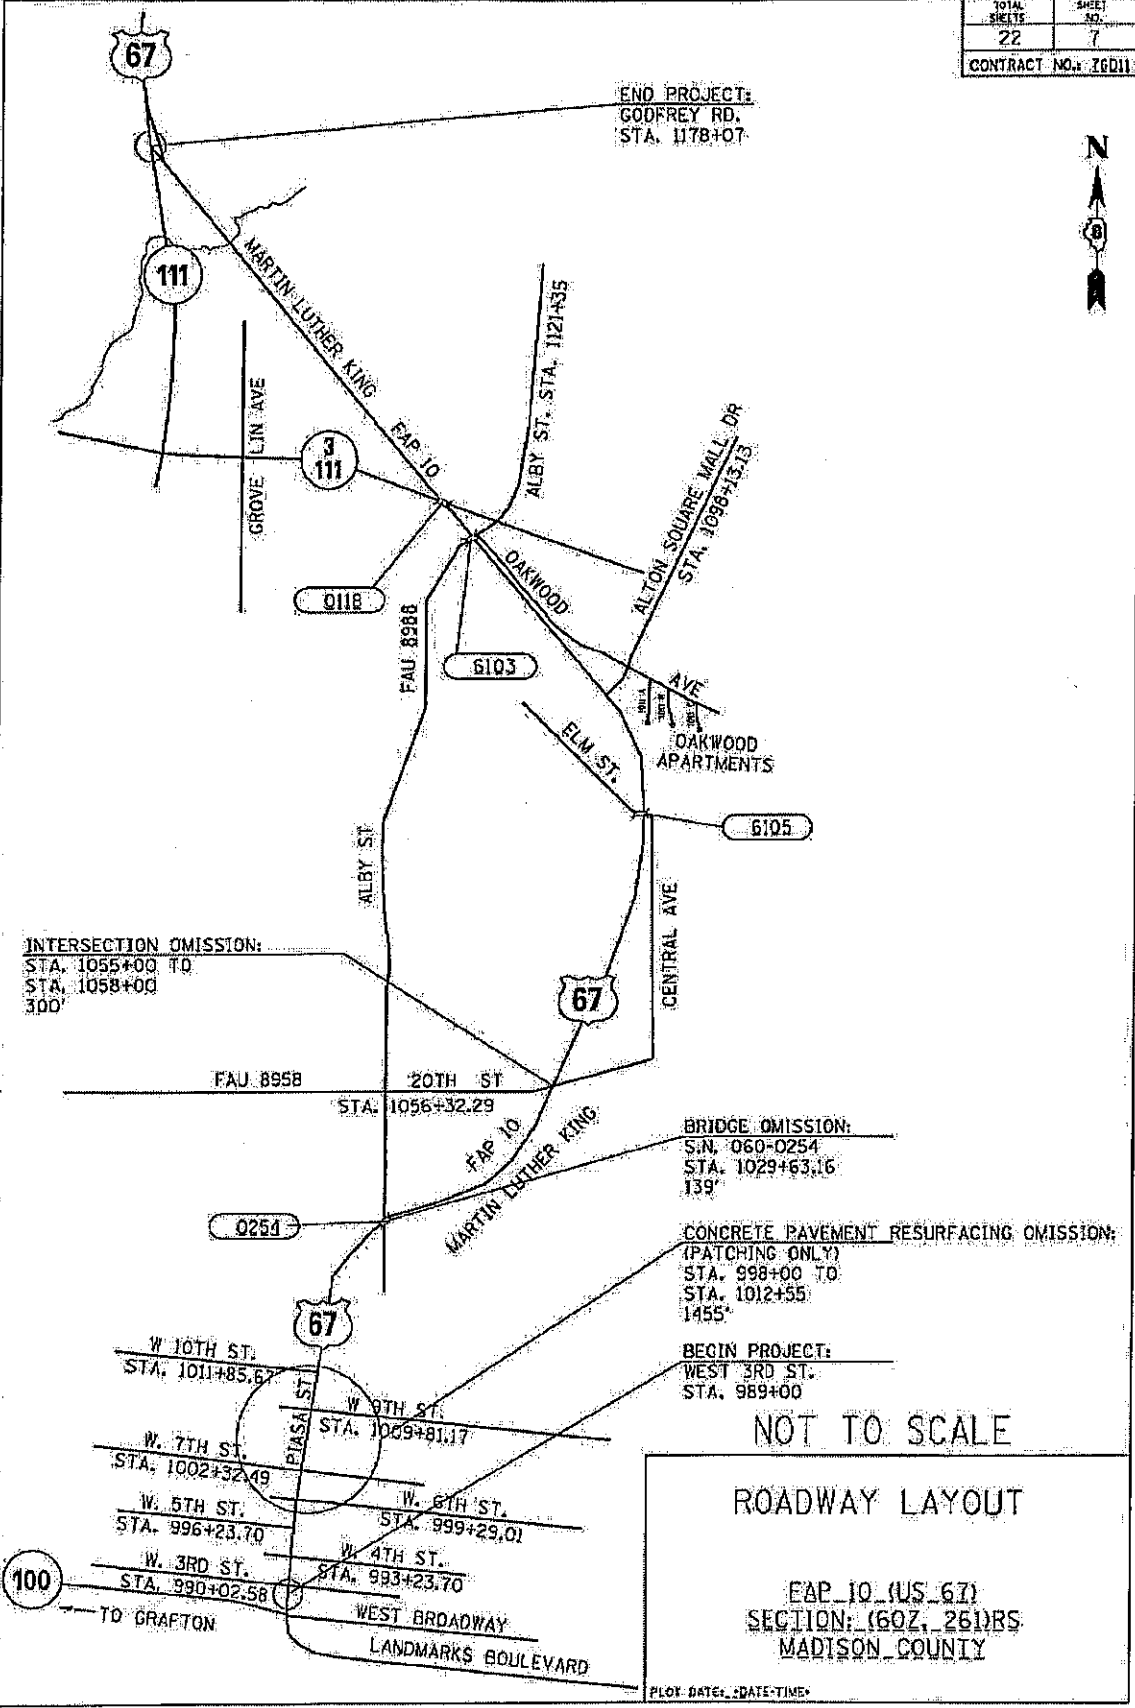 TOTAL SHEETS
SHEET NO.
22
7
CONTRACT NO.: 76D11
67
END PROJECT:
GODFREY RD.
STA. 1178+07
N
111
MARTIN LUTHER KING
FAP 10
GROVE LIN AVE
3
111
ALBY ST. STA. 1121+35
ALTON SQUARE MALL DR
STA. 1098+13.13
OAKWOOD
AVE
0118
6103
FAU 8988
OAKWOOD
APARTMENTS
ELM ST.
6105
ALBY ST
CENTRAL AVE
INTERSECTION OMISSION:
STA. 1055+00 TO
STA. 1058+00
300'
67
FAU 8958
20TH ST
STA. 1056+32.29
FAP 10
MARTIN LUTHER KING
BRIDGE OMISSION:
S.N. 060-0254
STA. 1029+63.16
139'
0254
CONCRETE PAVEMENT RESURFACING OMISSION:
(PATCHING ONLY)
STA. 998+00 TO
STA. 1012+55
1455'
67
W 10TH ST.
STA. 1011+85.67
BEGIN PROJECT:
WEST 3RD ST.
STA. 989+00
PIASA ST
W 9TH ST.
STA. 1009+81.17
NOT TO SCALE
W. 7TH ST.
STA. 1002+32.49
W. 6TH ST.
STA. 999+29.01
W. 5TH ST.
STA. 996+23.70
W. 4TH ST.
STA. 993+23.70
W. 3RD ST.
STA. 990+02.58
100
TO GRAFTON
WEST BROADWAY
LANDMARKS BOULEVARD
ROADWAY LAYOUT
FAP 10 (US 67)
SECTION: (60Z, 261)RS
MADISON COUNTY
PLOT DATE: DATE-TIME